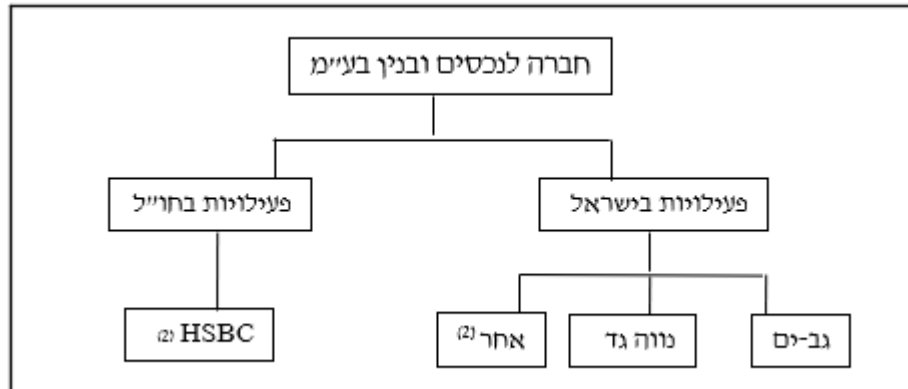 חברה לנכסים ובנין בע"מ
פעילויות בישראל
פעילויות בחו"ל
גב-ים
נווה גד
אחר (2)
HSBC (2)